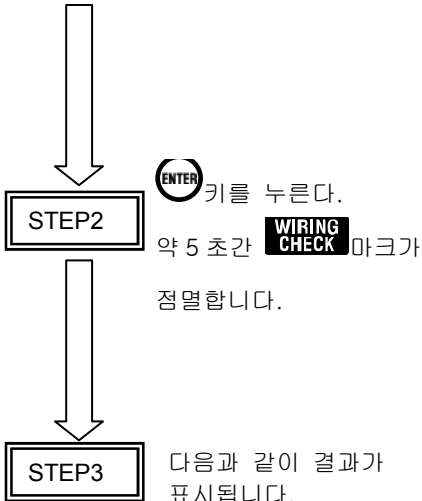 ENTER 키를 누른다.
STEP2
약 5 초간 WIRING CHECK 마크가
점멸합니다.
STEP3
다음과 같이 결과가
표시됩니다.